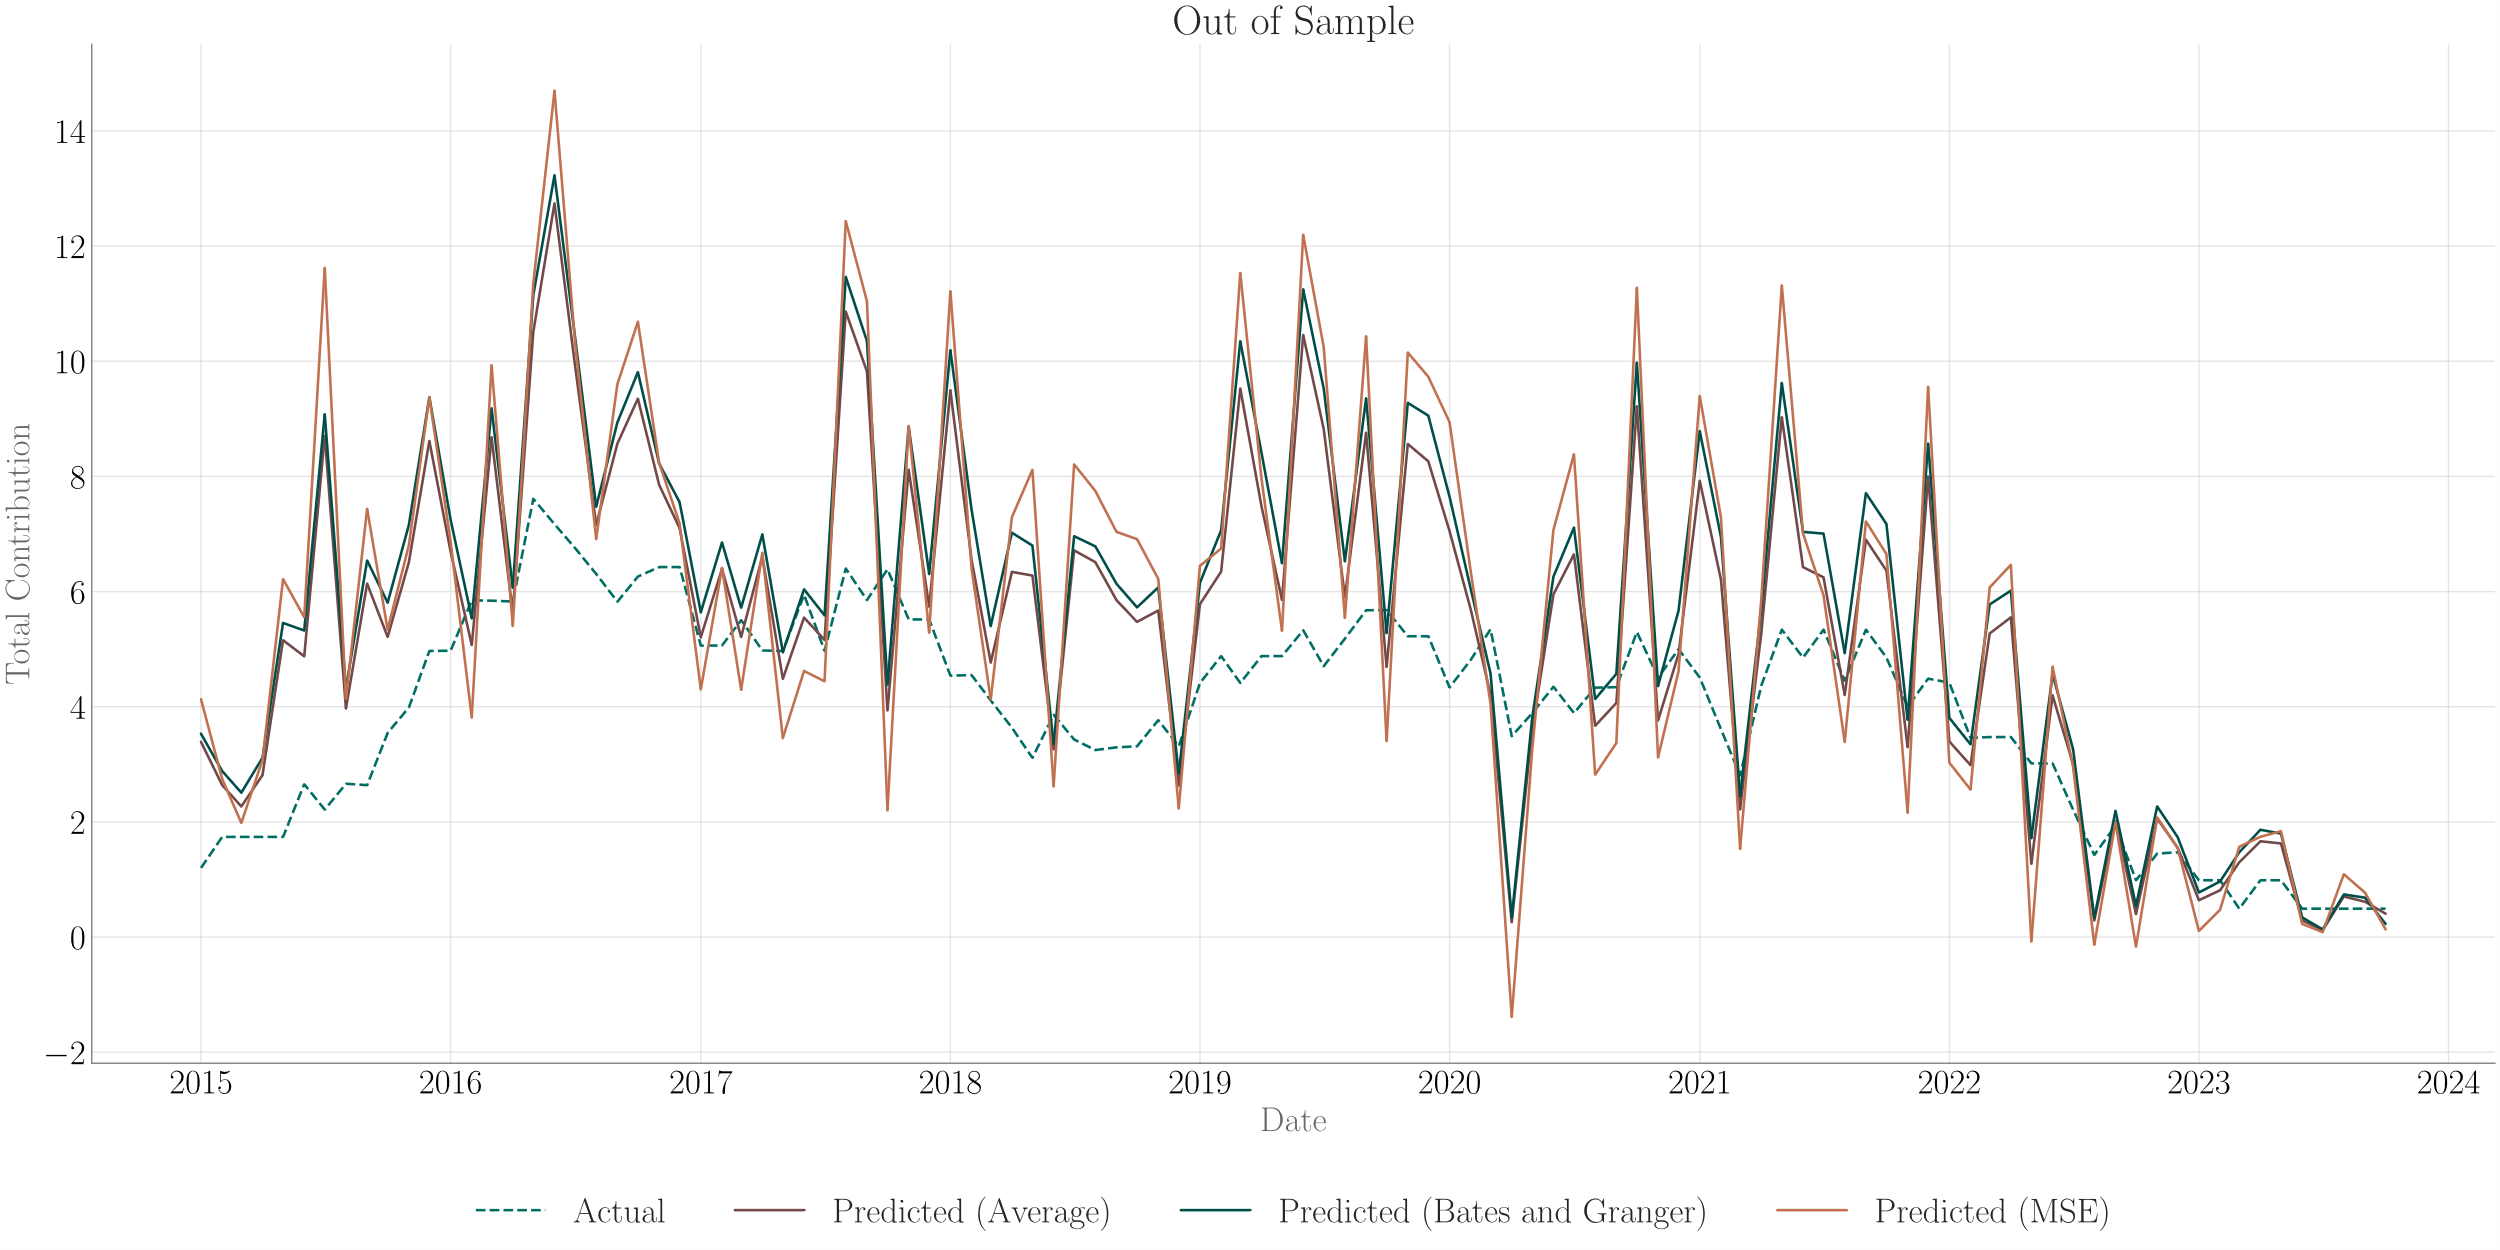 Out of Sample
Total Contribution
14
12
10
8
6
4
2
0
−2
2015 2016 2017 2018 2019 2020 2021 2022 2023 2024
Date
Actual Predicted (Average) Predicted (Bates and Granger) Predicted (MSE)